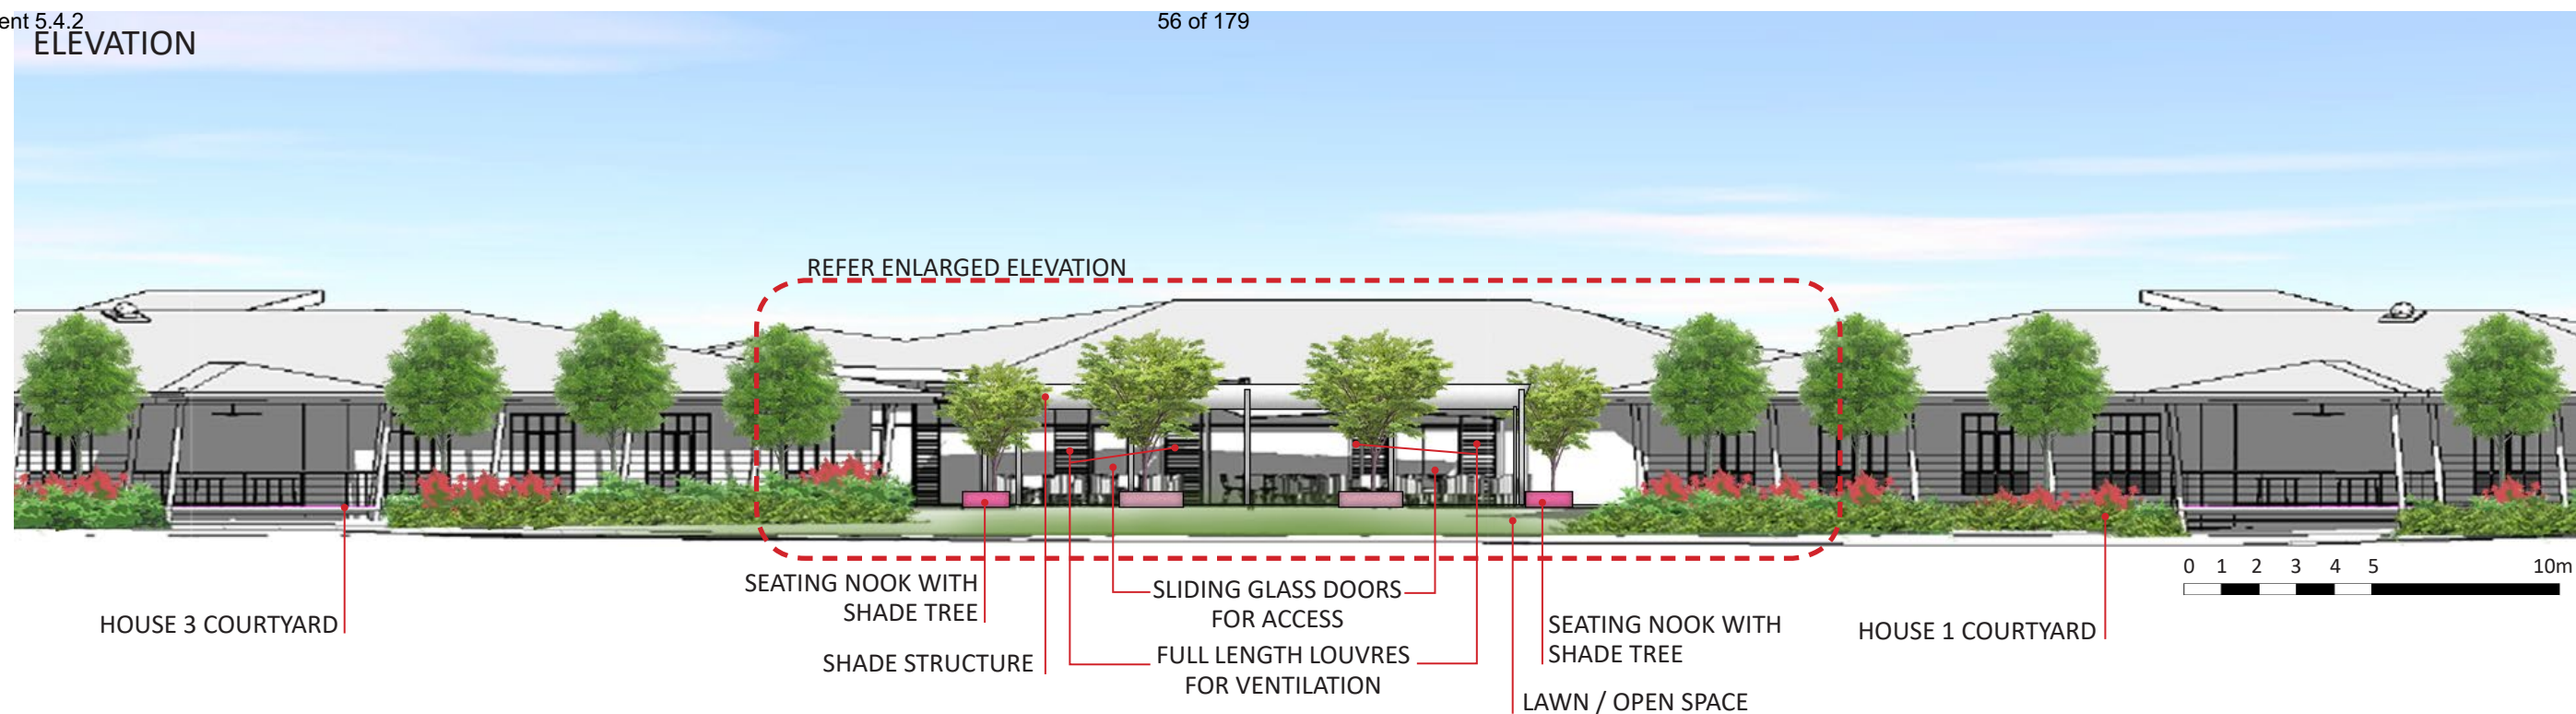 ent 5.4.2
56 of 179
ELEVATION
REFER ENLARGED ELEVATION
0 1 2 3 4 5 10m
SEATING NOOK WITH
SHADE TREE
SLIDING GLASS DOORS
FOR ACCESS
HOUSE 3 COURTYARD
SEATING NOOK WITH
SHADE TREE
HOUSE 1 COURTYARD
SHADE STRUCTURE
FULL LENGTH LOUVRES
FOR VENTILATION
LAWN / OPEN SPACE